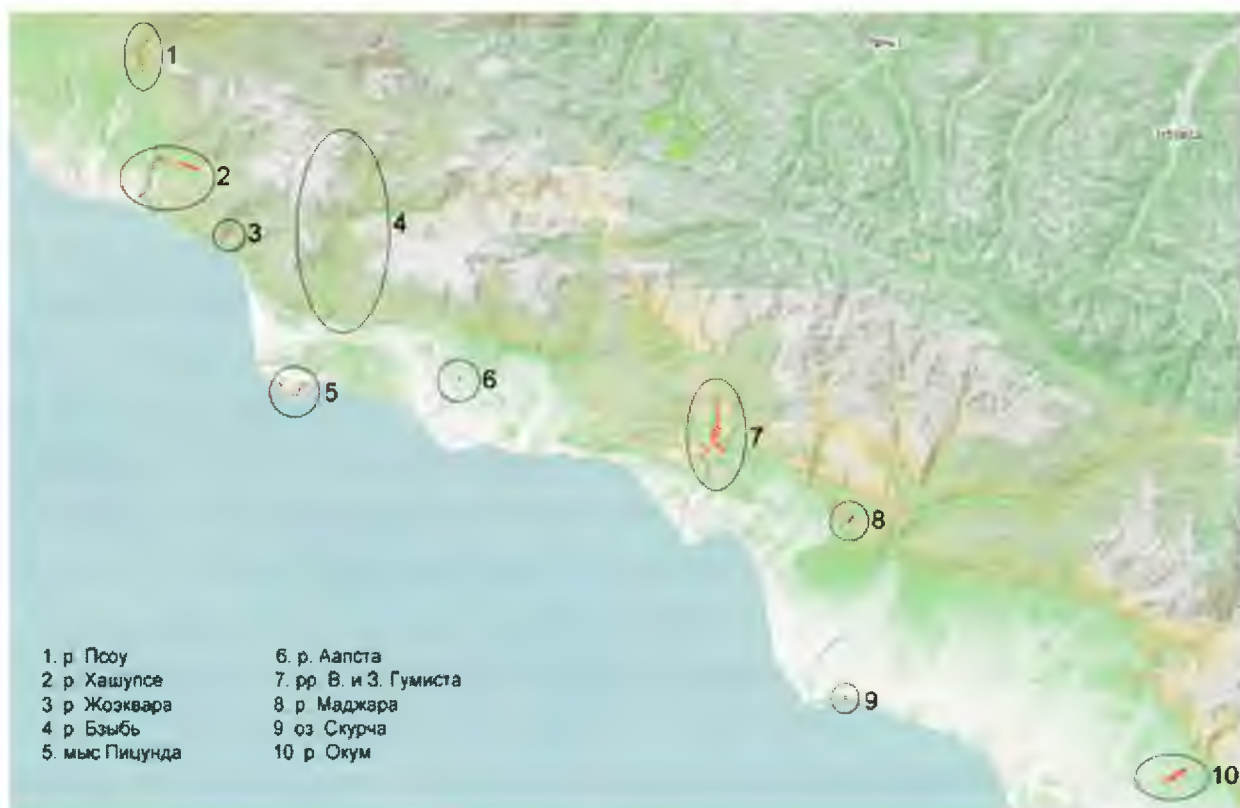 1
2
3
4
5
6
7
8
9
10
1. р Псоу
2 р Хашупсе
3 р Жоэквара
4 р Бзыбь
5. мыс Пицунда
6. р. Аапста
7. рр В. и З. Гумиста
8 р Маджара
9 оз Скурча
10 р Окум